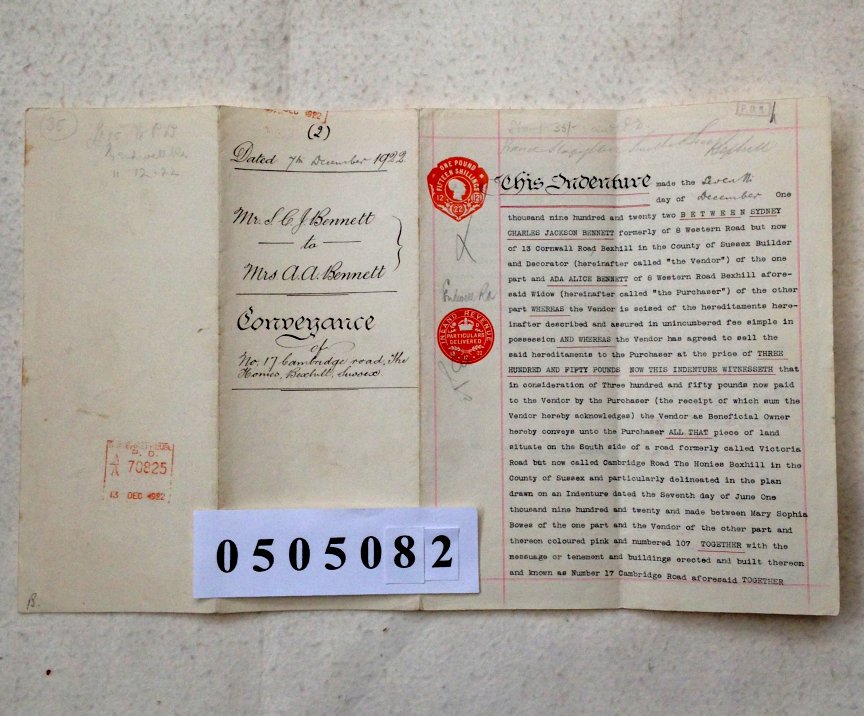 (2)
Dated 7th December 1922
Mr. S. C. J. Bennett
to
Mrs. A. A. Bennett
Conveyance
of
No. 17 Cambridge road, The
Honies, Bexhill, Sussex.
A/A 70825
13 DEC 1922
B.
0505082
ONE POUND
FIFTEEN SHILLINGS
12 12
22
INLAND REVENUE
PARTICULARS
DELIVERED
Bexhill
This Indenture made the Seventh
day of December One
thousand nine hundred and twenty two BETWEEN SYDNEY
CHARLES JACKSON BENNETT formerly of 8 Western Road but now
of 13 Cornwall Road Bexhill in the County of Sussex Builder
and Decorator (hereinafter called "the Vendor") of the one
part and ADA ALICE BENNETT of 8 Western Road Bexhill afore-
said Widow (hereinafter called "the Purchaser") of the other
part WHEREAS the Vendor is seized of the hereditaments here-
inafter described and assured in unincumbered fee simple in
possession AND WHEREAS the Vendor has agreed to sell the
said hereditaments to the Purchaser at the price of THREE
HUNDRED AND FIFTY POUNDS NOW THIS INDENTURE WITNESSETH that
in consideration of Three hundred and fifty pounds now paid
to the Vendor by the Purchaser (the receipt of which sum the
Vendor hereby acknowledges) the Vendor as Beneficial Owner
hereby conveys unto the Purchaser ALL THAT piece of land
situate on the South side of a road formerly called Victoria
Road but now called Cambridge Road The Honies Bexhill in the
County of Sussex and particularly delineated in the plan
drawn on an Indenture dated the Seventh day of June One
thousand nine hundred and twenty and made between Mary Sophia
Bowes of the one part and the Vendor of the other part and
thereon coloured pink and numbered 107 TOGETHER with the
messuage or tenement and buildings erected and built thereon
and known as Number 17 Cambridge Road aforesaid TOGETHER